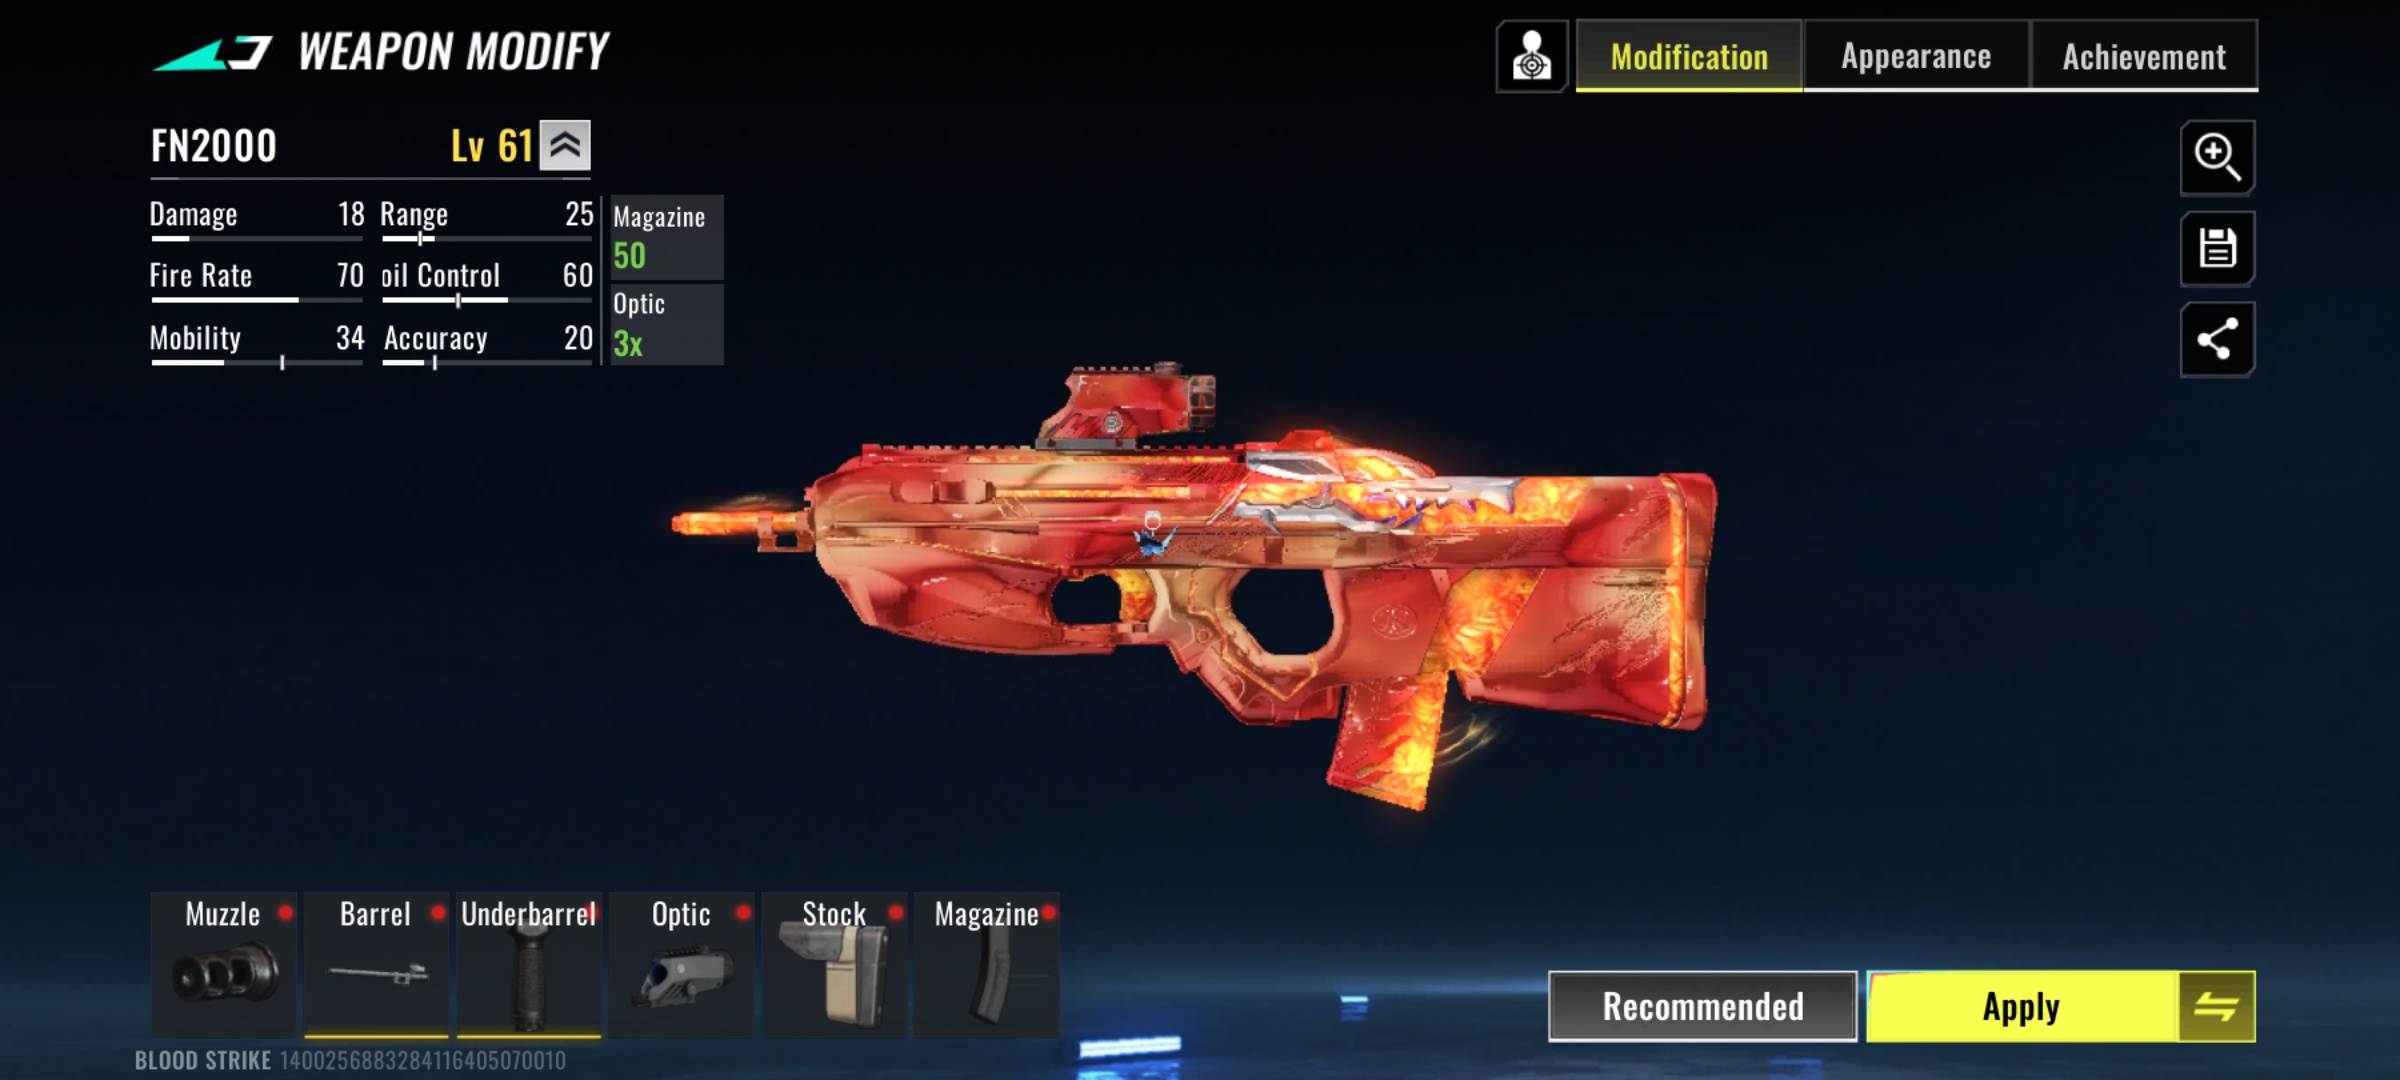 WEAPON MODIFY
Modification
Appearance
Achievement
FN2000
Lv 61
Damage 18
Range 25
Magazine
50
Fire Rate 70
oil Control 60
Optic
3x
Mobility 34
Accuracy 20
Muzzle
Barrel
Underbarrel
Optic
Stock
Magazine
Recommended
Apply
BLOOD STRIKE 1400256883284116405070010